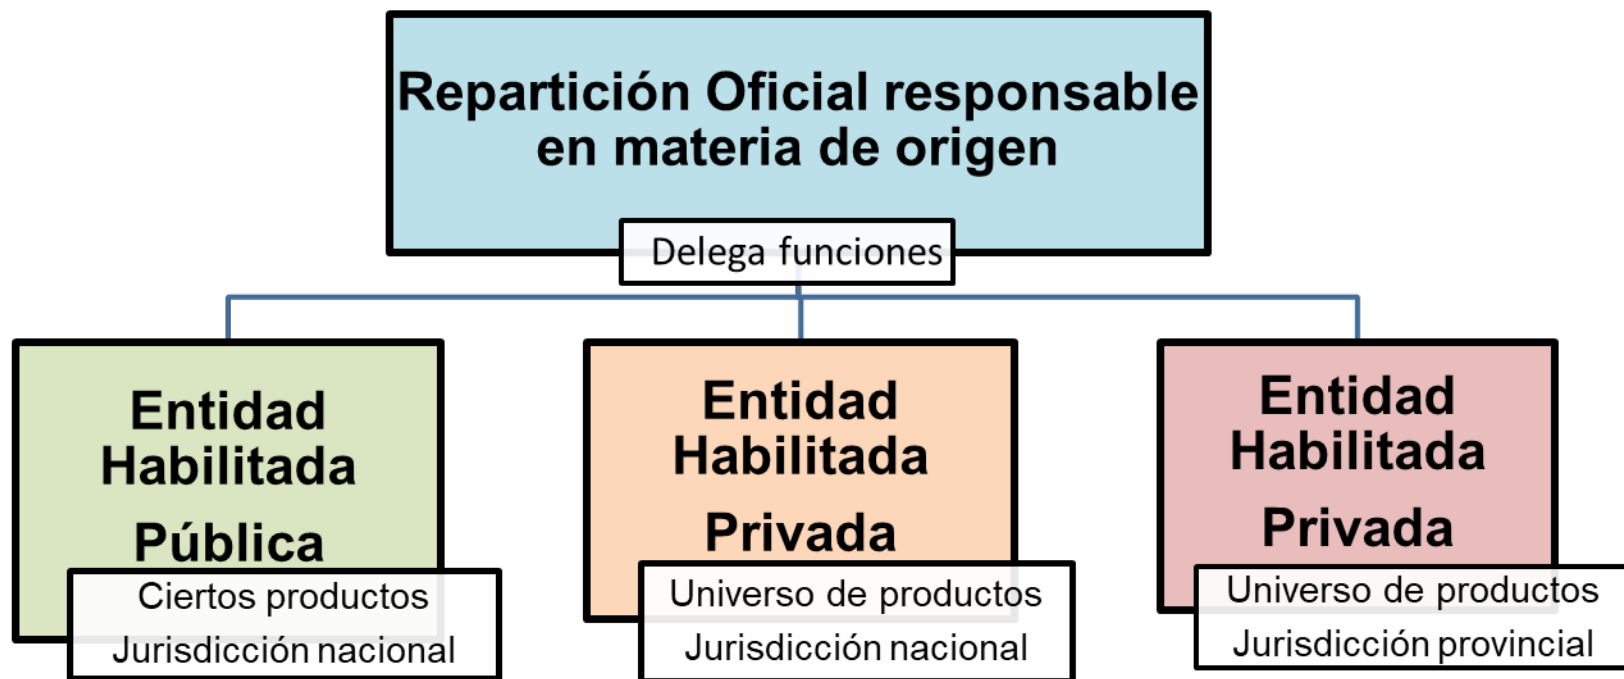 Repartición Oficial responsable
en materia de origen
Delega funciones
Entidad
Habilitada
Pública
Ciertos productos
Jurisdicción nacional
Entidad
Habilitada
Privada
Universo de productos
Jurisdicción nacional
Entidad
Habilitada
Privada
Universo de productos
Jurisdicción provincial